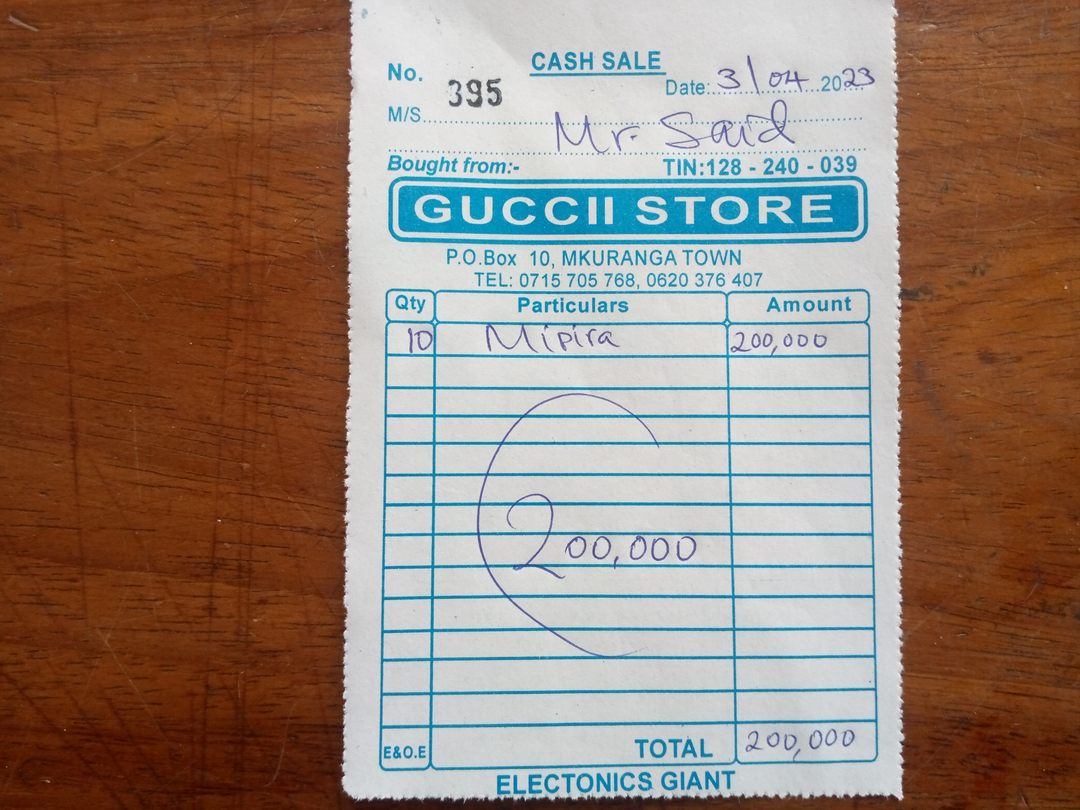 CASH SALE
No. 395 Date: 3/04 2023
M/S Mr. Said
Bought from:- TIN:128 - 240 - 039
GUCCII STORE
P.O.Box 10, MKURANGA TOWN
TEL: 0715 705 768, 0620 376 407
Qty Particulars Amount
10 Mipira 200,000
200,000
E&O.E TOTAL 200,000
ELECTONICS GIANT